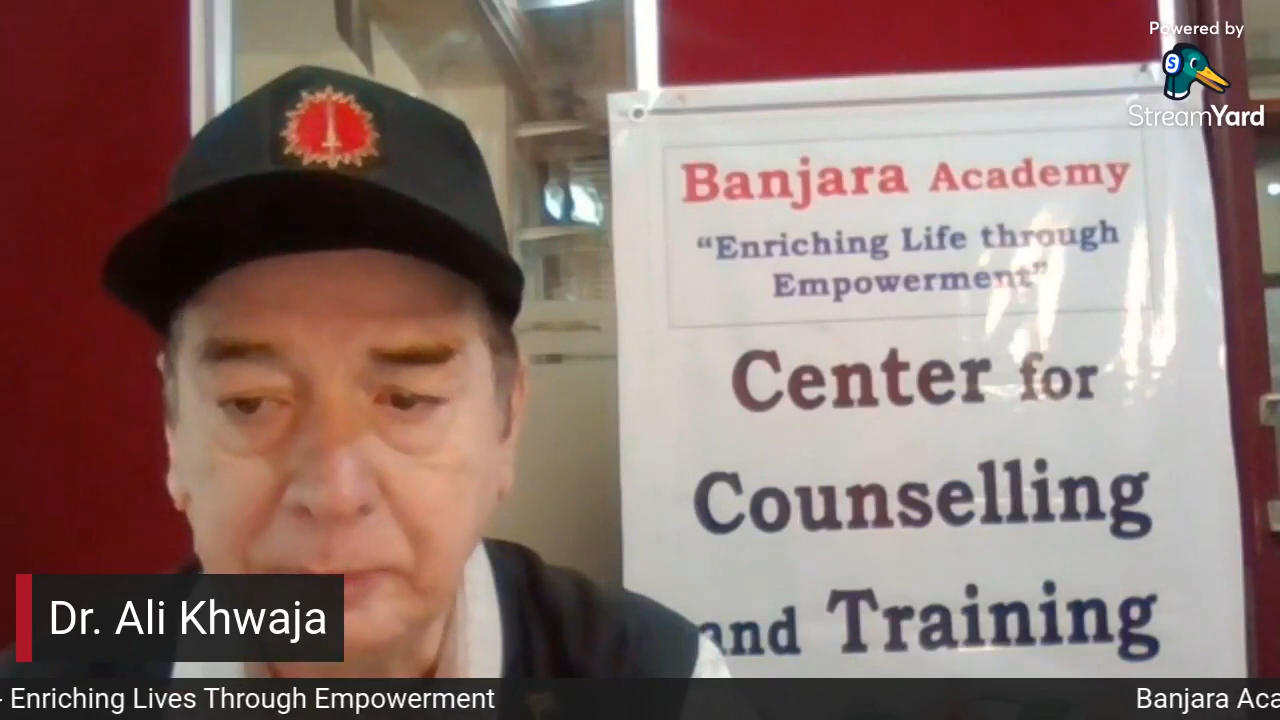 Powered by
StreamYard
Banjara Academy
“Enriching Life through
Empowerment”
Center for
Counselling
and Training
Dr. Ali Khwaja
- Enriching Lives Through Empowerment
Banjara Aca